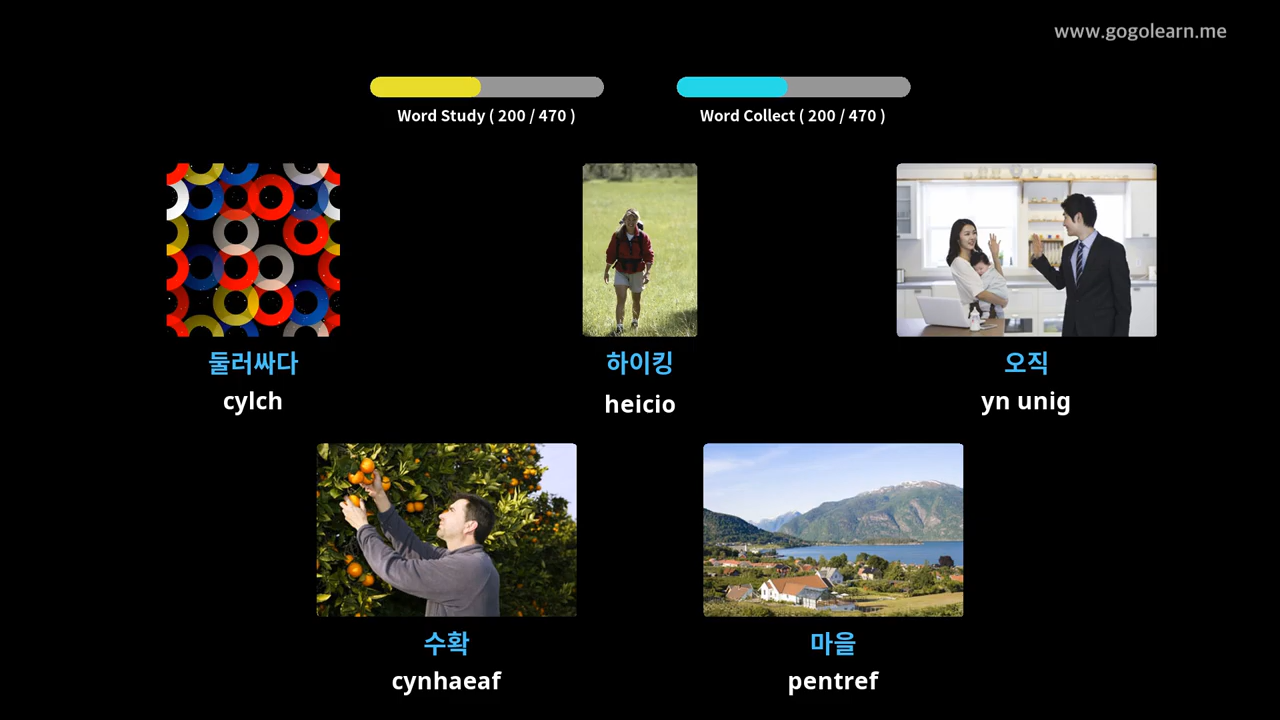 www.gogolearn.me
Word Study ( 200 / 470 )
Word Collect ( 200 / 470 )
둘러싸다
cylch
하이킹
heicio
오직
yn unig
수확
cynhaeaf
마을
pentref